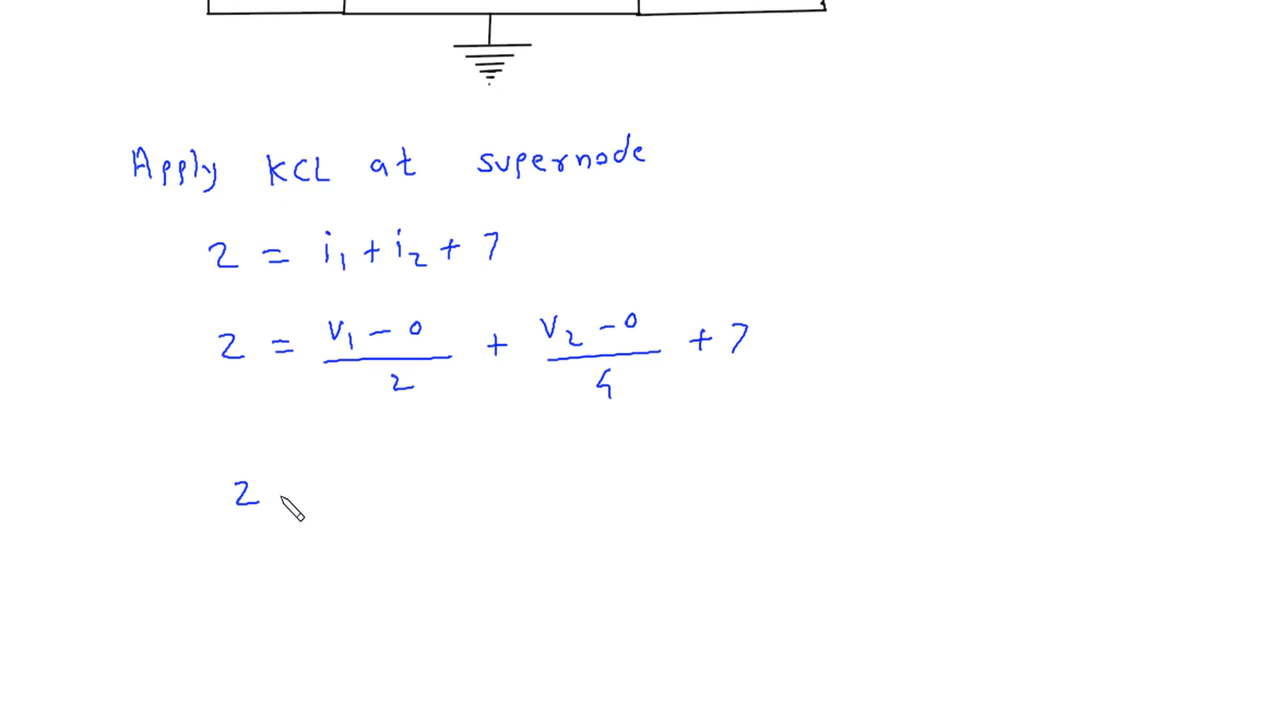 Apply KCL at supernode
2 = i₁ + i₂ + 7
2 = (V₁ - 0)/2 + (V₂ - 0)/4 + 7
2